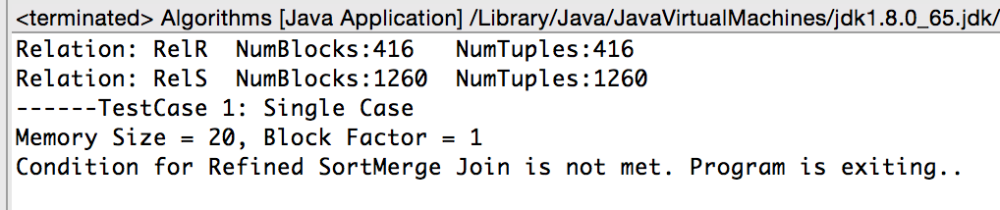 <terminated> Algorithms [Java Application] /Library/Java/JavaVirtualMachines/jdk1.8.0_65.jdk/
Relation: RelR  NumBlocks:416   NumTuples:416
Relation: RelS  NumBlocks:1260  NumTuples:1260
------TestCase 1: Single Case
Memory Size = 20, Block Factor = 1
Condition for Refined SortMerge Join is not met. Program is exiting..